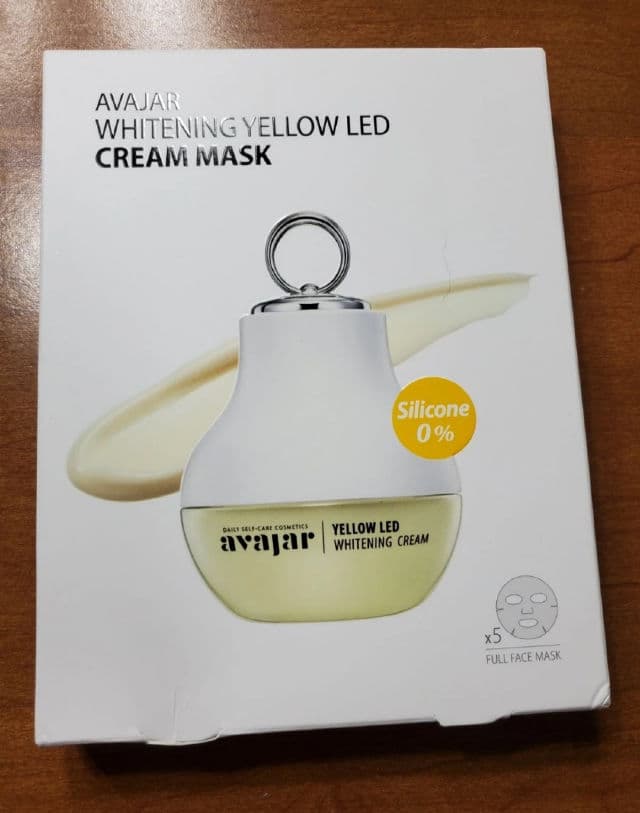 AVAJAR
WHITENING YELLOW LED
CREAM MASK
Silicone
0 %
DAILY SELF-CARE COSMETICS
avajar
YELLOW LED
WHITENING CREAM
x5
FULL FACE MASK